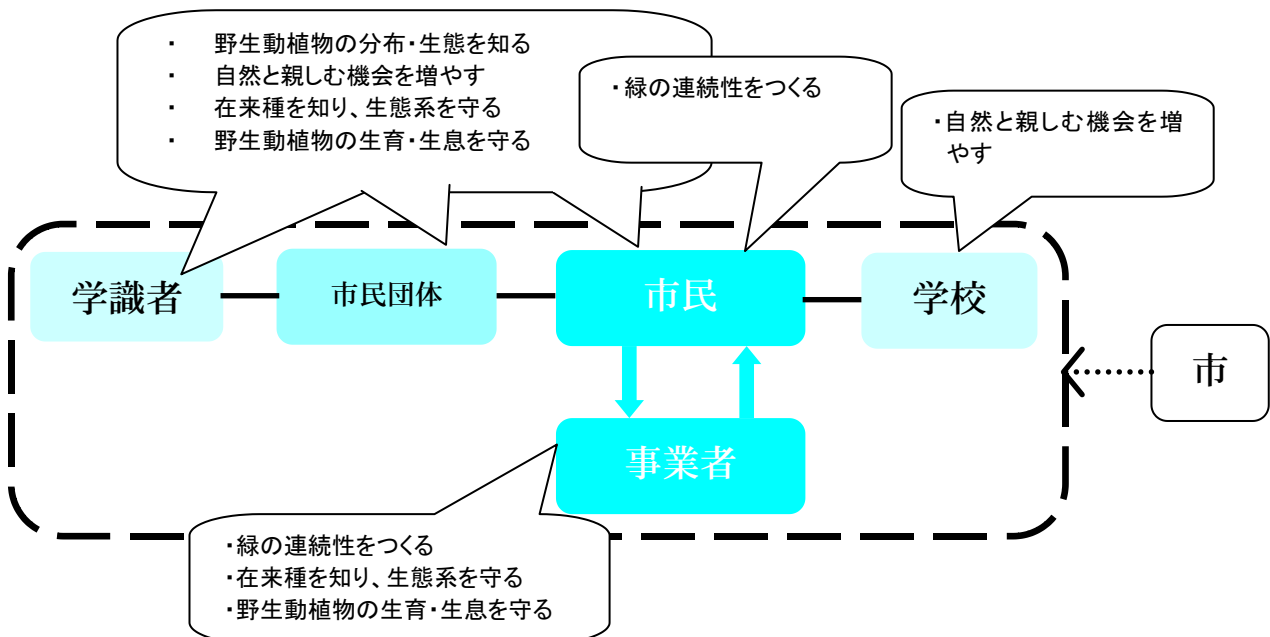 ・ 野生動植物の分布・生態を知る
・ 自然と親しむ機会を増やす
・ 在来種を知り、生態系を守る
・ 野生動植物の生育・生息を守る
・緑の連続性をつくる
・自然と親しむ機会を増
やす
学識者
市民団体
市民
学校
市
事業者
・緑の連続性をつくる
・在来種を知り、生態系を守る
・野生動植物の生育・生息を守る